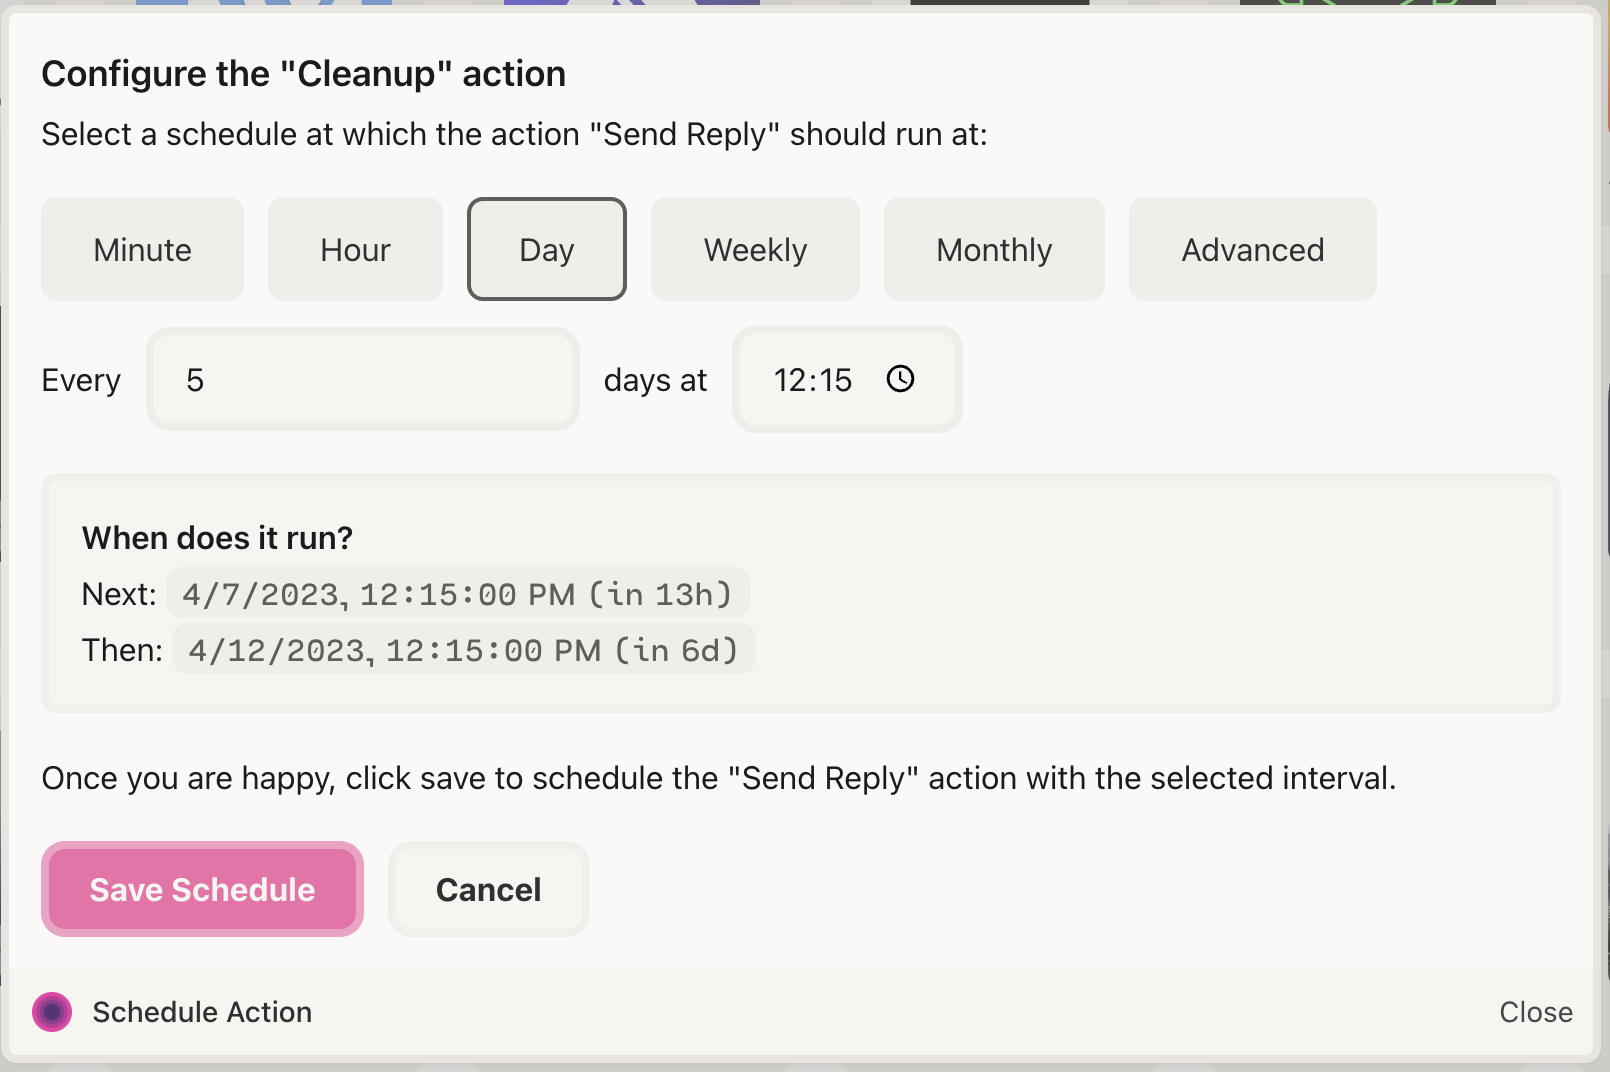 Configure the "Cleanup" action
Select a schedule at which the action "Send Reply" should run at:
Minute Hour Day Weekly Monthly Advanced
Every 5 days at 12:15
When does it run?
Next: 4/7/2023, 12:15:00 PM (in 13h)
Then: 4/12/2023, 12:15:00 PM (in 6d)
Once you are happy, click save to schedule the "Send Reply" action with the selected interval.
Save Schedule Cancel
Schedule Action Close